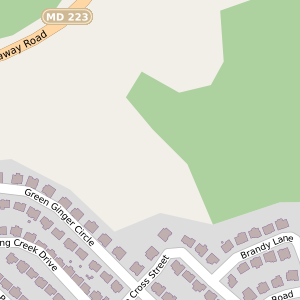 MD 223
away Road
Green Ginger Circle
ng Creek Drive
Cross Street
Brandy Lane
Road